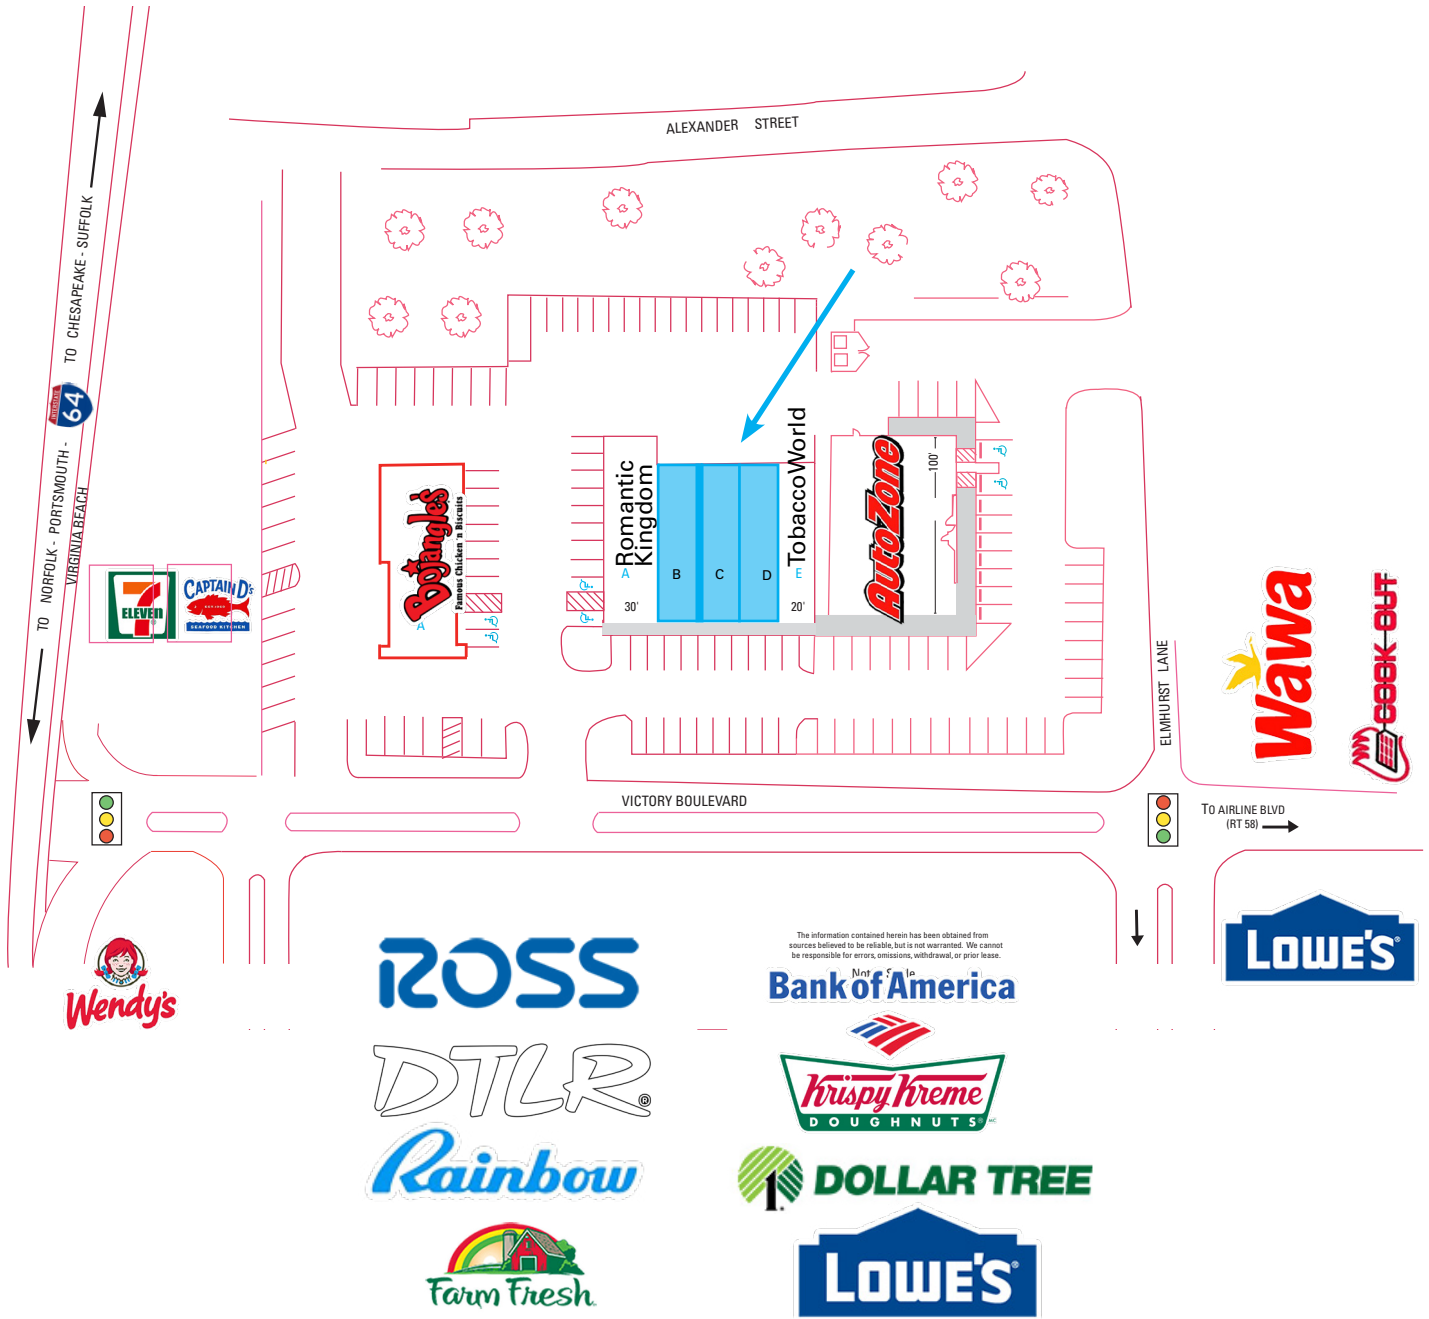 ALEXANDER STREET
TO CHESAPEAKE - SUFFOLK
INTERSTATE
64
TO NORFOLK - PORTSMOUTH -
VIRGINIA BEACH
7
ELEVEN
CAPTAIN D's
SEAFOOD KITCHEN
Bojangles's
Famous Chicken 'n Biscuits
A
Romantic
Kingdom
A
30'
B
C
D
Tobacco World
E
20'
AutoZone
100'
ELMHURST LANE
Wawa
COOK OUT
VICTORY BOULEVARD
TO AIRLINE BLVD
(RT 58)
Wendy's
ROSS
The information contained herein has been obtained from
sources believed to be reliable, but is not warranted. We cannot
be responsible for errors, omissions, withdrawal, or prior lease.
Bank of America
LOWE'S®
DTLR®
Krispy Kreme
DOUGHNUTS
Rainbow
1
DOLLAR TREE
Farm Fresh
LOWE'S®